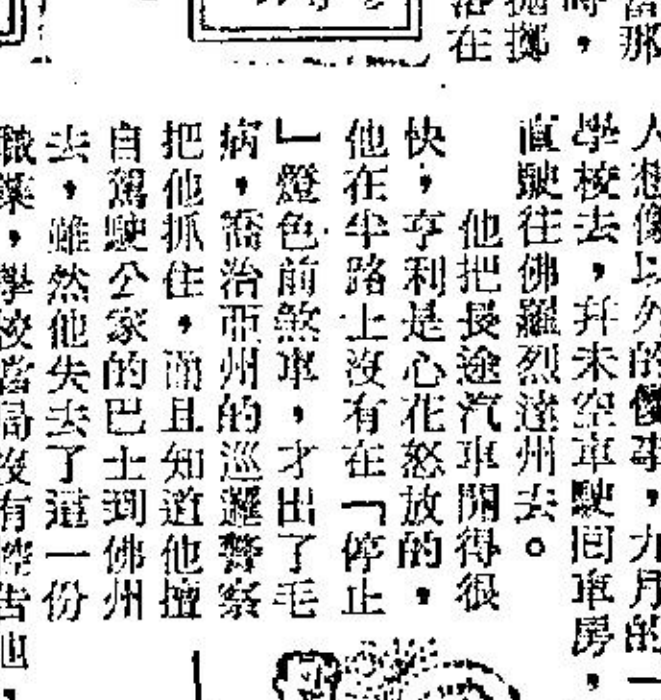 那
時，
拋擲
落在
人想像以外的傻事，九月的一
學校去，幷未空車駛囘車房，
直駛往佛羅烈達州去。
他把長途汽車開得很
快，亨利是心花怒放的，
他在半路上沒有在「停止
」燈色前煞車，才出了毛
病，喬治亞州的巡邏警察
把他抓住，而且知道他擅
自駕駛公家的巴士到佛州
去，雖然他失去了這一份
職業，學校當局沒有控告他